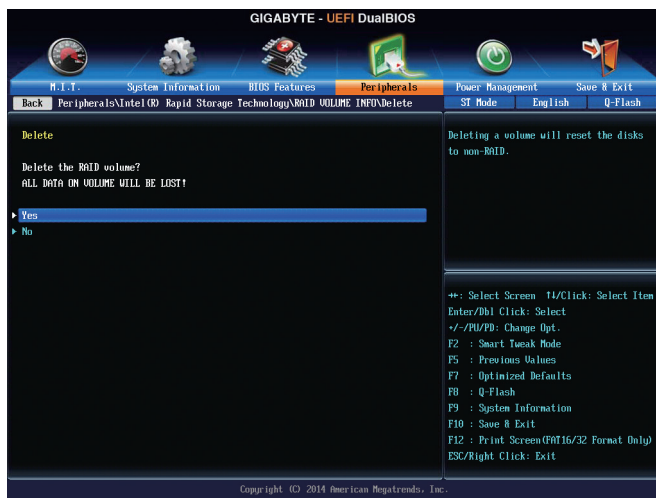 GIGABYTE - UEFI DualBIOS
M.I.T. System Information BIOS Features Peripherals Power Management Save & Exit
Back Peripherals\Intel(R) Rapid Storage Technology\RAID VOLUME INFO\Delete ST Mode English Q-Flash
Delete
Delete the RAID volume?
ALL DATA ON VOLUME WILL BE LOST!
Yes
No
Deleting a volume will reset the disks
to non-RAID.
→←: Select Screen ↑↓/Click: Select Item
Enter/Dbl Click: Select
+/-/PU/PD: Change Opt.
F2 : Smart Tweak Mode
F5 : Previous Values
F7 : Optimized Defaults
F8 : Q-Flash
F9 : System Information
F10 : Save & Exit
F12 : Print Screen(FAT16/32 Format Only)
ESC/Right Click: Exit
Copyright (C) 2014 American Megatrends, Inc.